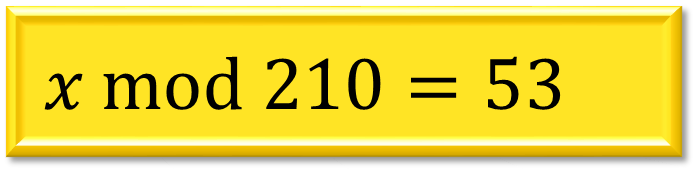 x mod 210 = 53